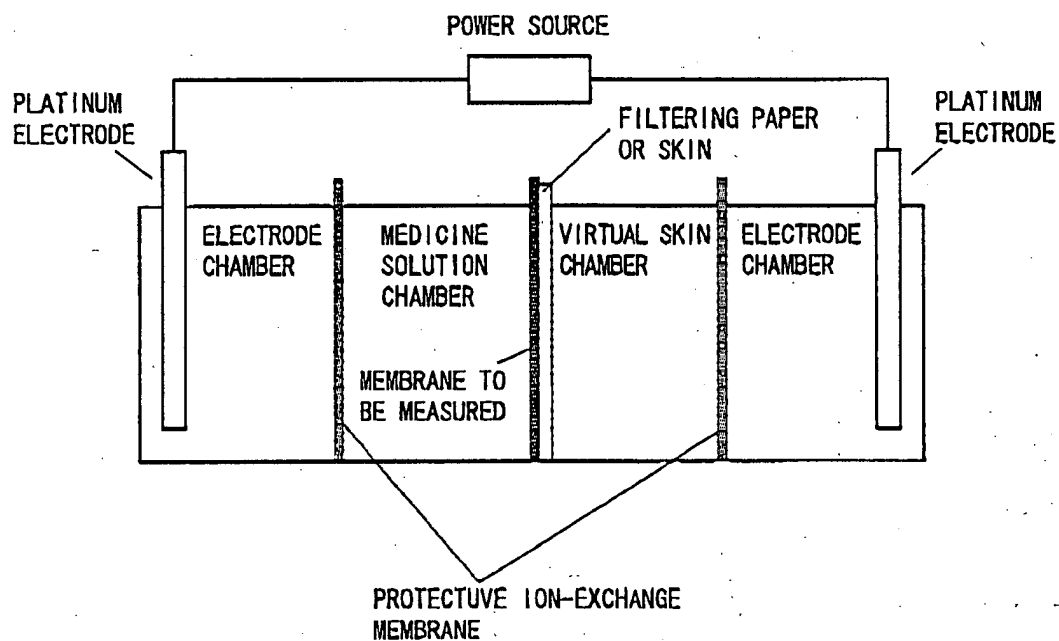 POWER SOURCE
PLATINUM
ELECTRODE
FILTERING PAPER
OR SKIN
PLATINUM
ELECTRODE
ELECTRODE
CHAMBER
MEDICINE
SOLUTION
CHAMBER
VIRTUAL SKIN
CHAMBER
ELECTRODE
CHAMBER
MEMBRANE TO
BE MEASURED
PROTECTUVE ION-EXCHANGE
MEMBRANE